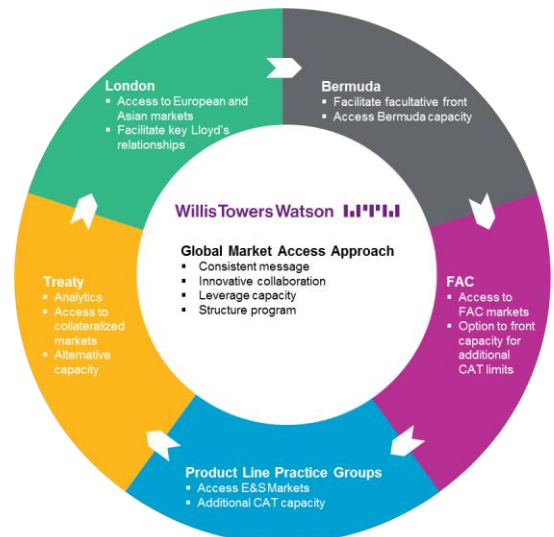 London
▪ Access to European and
Asian markets
▪ Facilitate key Lloyd's
relationships
Bermuda
▪ Facilitate facultative front
▪ Access Bermuda capacity
Willis Towers Watson
Global Market Access Approach
▪ Consistent message
▪ Innovative collaboration
▪ Leverage capacity
▪ Structure program
Treaty
▪ Analytics
▪ Access to
collateralized
markets
▪ Alternative
capacity
FAC
▪ Access to
FAC markets
▪ Option to front
capacity for
additional
CAT limits
Product Line Practice Groups
▪ Access E&S Markets
▪ Additional CAT capacity